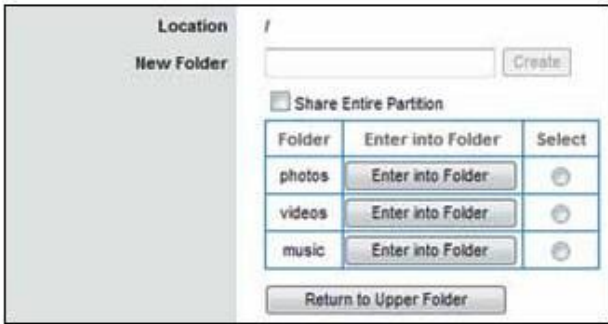 Location /
New Folder Create
Share Entire Partition
Folder Enter into Folder Select
photos Enter into Folder
videos Enter into Folder
music Enter into Folder
Return to Upper Folder